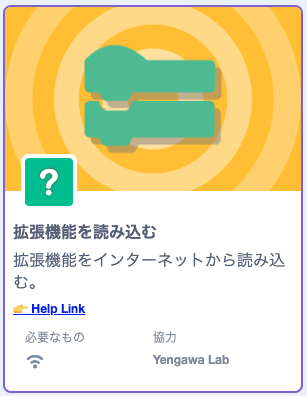 ?
拡張機能を読み込む
拡張機能をインターネットから読み込
む。
👉 Help Link
必要なもの
協力
Yengawa Lab